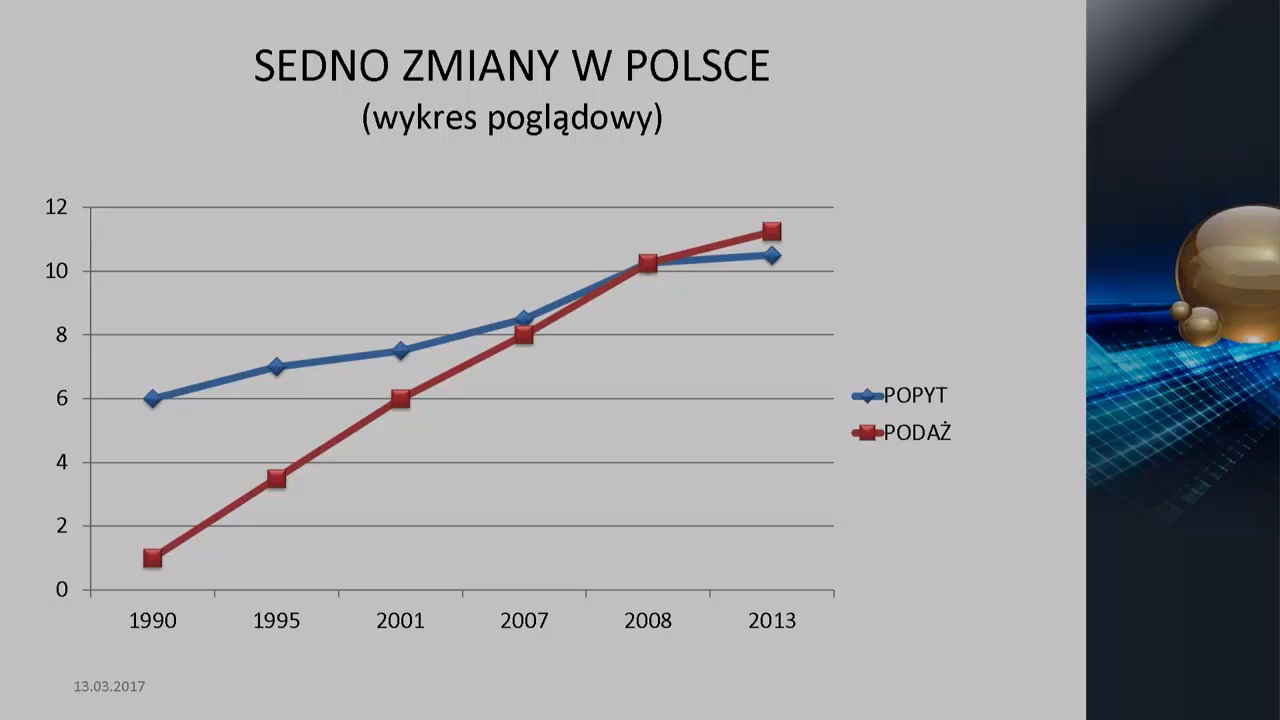 SEDNO ZMIANY W POLSCE
(wykres poglądowy)
12
10
8
6
4
2
0
1990 1995 2001 2007 2008 2013
POPYT
PODAŻ
13.03.2017